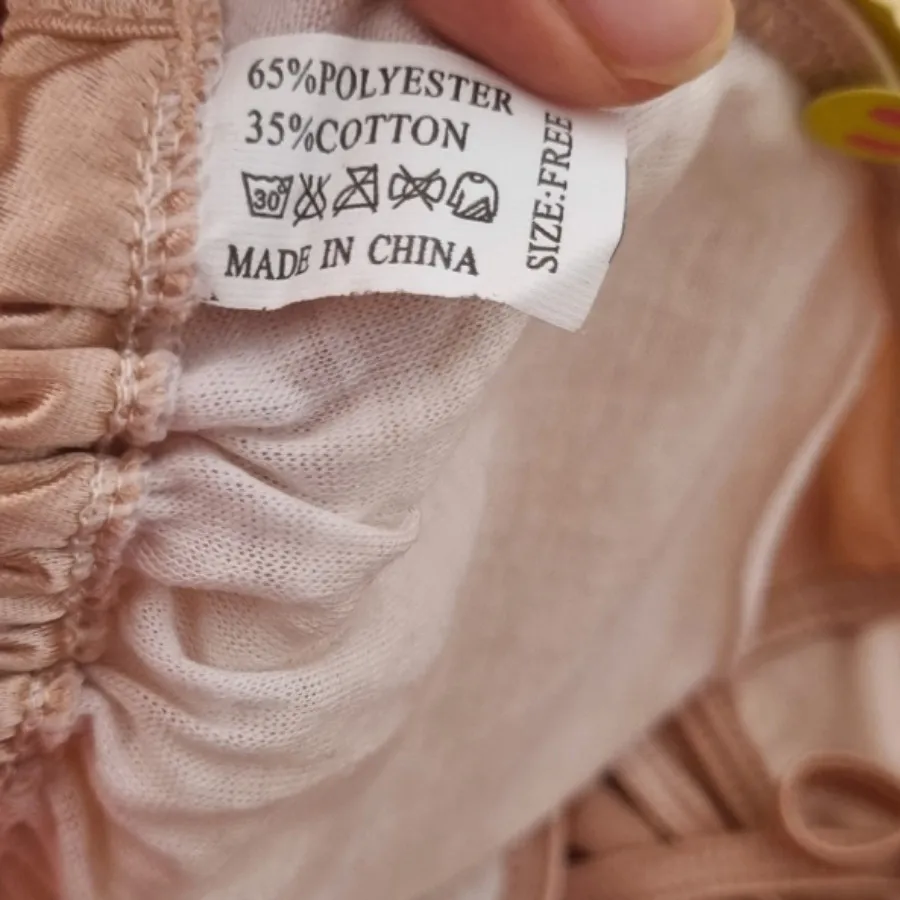 65%POLYESTER
35%COTTON
30°
MADE IN CHINA
SIZE:FREE